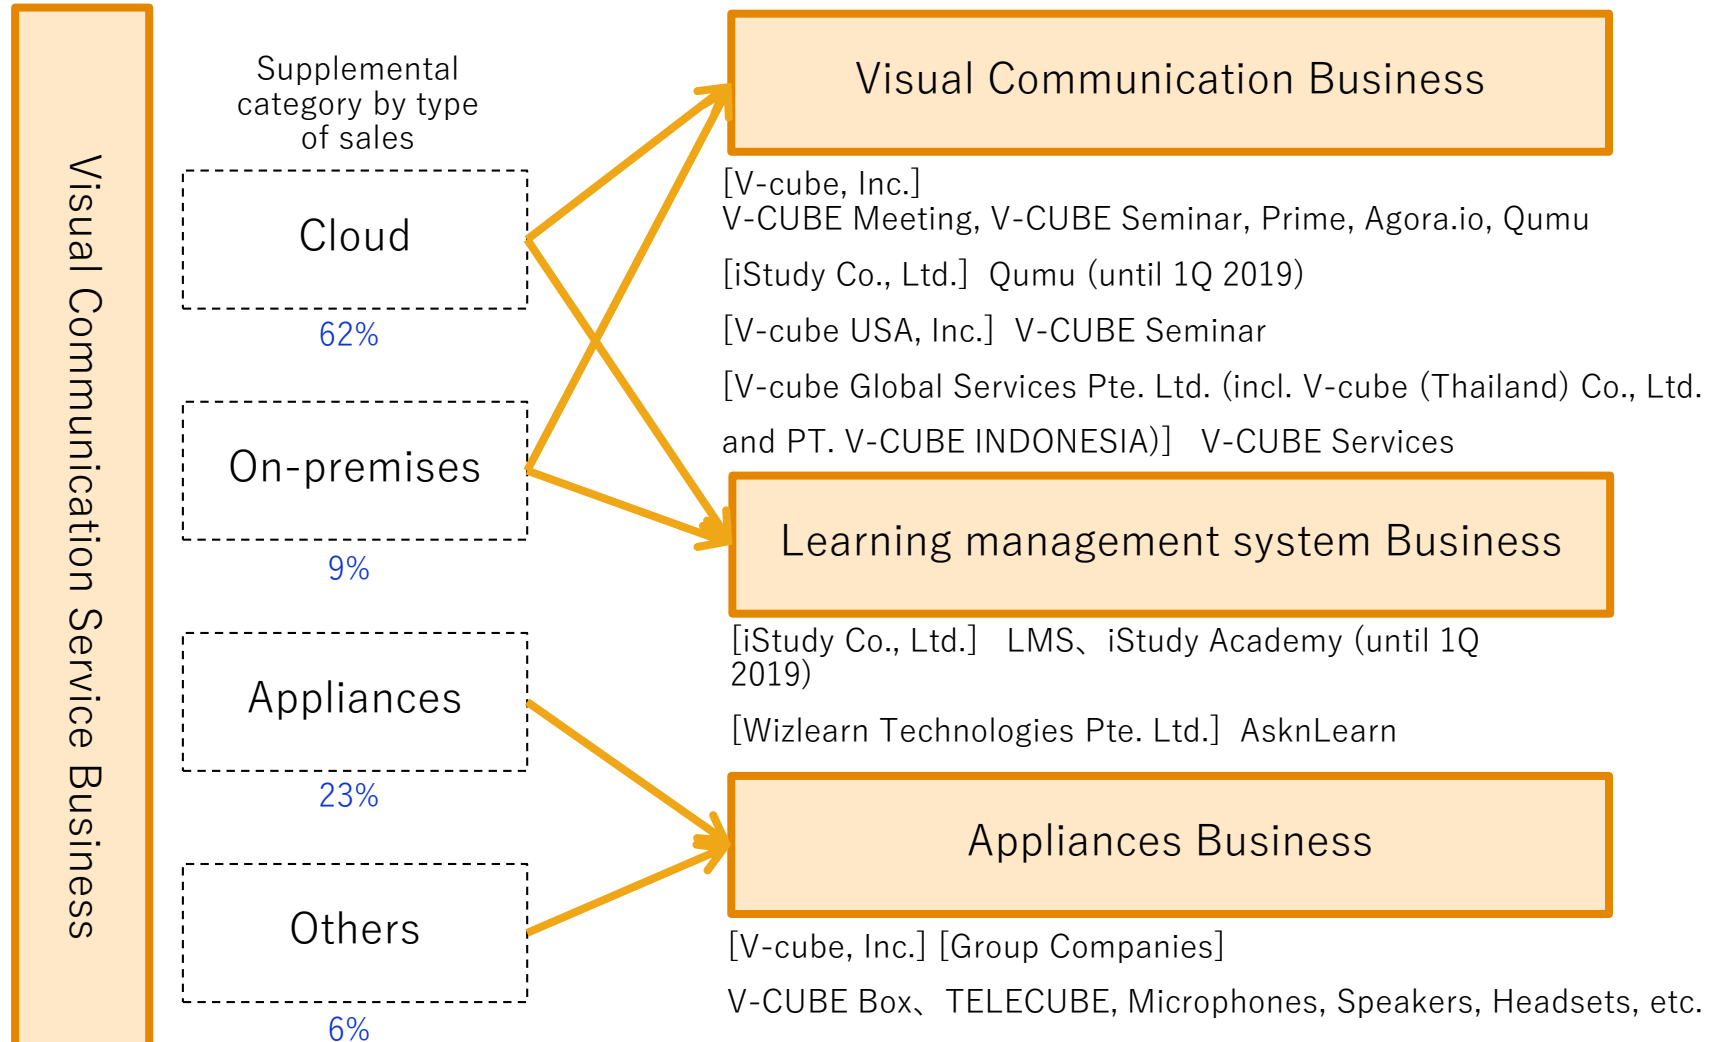 Visual Communication Service Business
Supplemental
category by type
of sales
Cloud
62%
On-premises
9%
Appliances
23%
Others
6%
Visual Communication Business
[V-cube, Inc.]
V-CUBE Meeting, V-CUBE Seminar, Prime, Agora.io, Qumu
[iStudy Co., Ltd.]  Qumu (until 1Q 2019)
[V-cube USA, Inc.]  V-CUBE Seminar
[V-cube Global Services Pte. Ltd. (incl. V-cube (Thailand) Co., Ltd.
and PT. V-CUBE INDONESIA)]   V-CUBE Services
Learning management system Business
[iStudy Co., Ltd.]   LMS、iStudy Academy (until 1Q
2019)
[Wizlearn Technologies Pte. Ltd.]  AsknLearn
Appliances Business
[V-cube, Inc.] [Group Companies]
V-CUBE Box、TELECUBE, Microphones, Speakers, Headsets, etc.